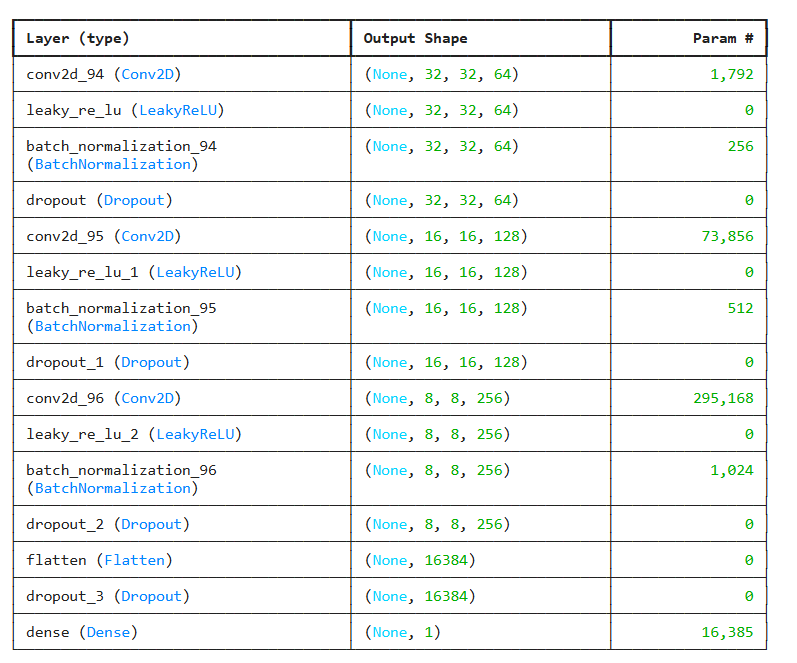 Layer (type) Output Shape Param #
conv2d_94 (Conv2D) (None, 32, 32, 64) 1,792
leaky_re_lu (LeakyReLU) (None, 32, 32, 64) 0
batch_normalization_94 (None, 32, 32, 64) 256
(BatchNormalization)
dropout (Dropout) (None, 32, 32, 64) 0
conv2d_95 (Conv2D) (None, 16, 16, 128) 73,856
leaky_re_lu_1 (LeakyReLU) (None, 16, 16, 128) 0
batch_normalization_95 (None, 16, 16, 128) 512
(BatchNormalization)
dropout_1 (Dropout) (None, 16, 16, 128) 0
conv2d_96 (Conv2D) (None, 8, 8, 256) 295,168
leaky_re_lu_2 (LeakyReLU) (None, 8, 8, 256) 0
batch_normalization_96 (None, 8, 8, 256) 1,024
(BatchNormalization)
dropout_2 (Dropout) (None, 8, 8, 256) 0
flatten (Flatten) (None, 16384) 0
dropout_3 (Dropout) (None, 16384) 0
dense (Dense) (None, 1) 16,385